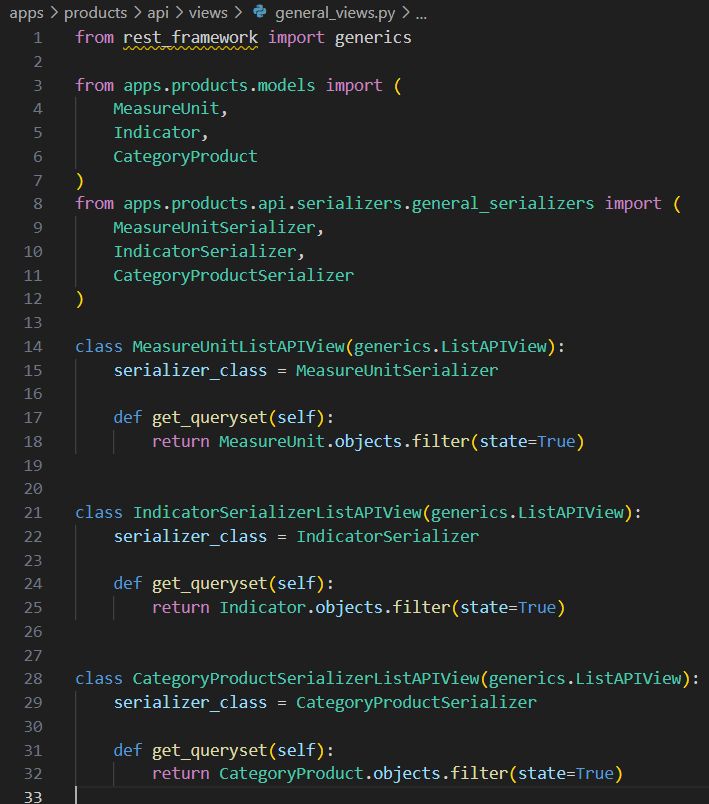 apps > products > api > views > general_views.py > ...
1 from rest_framework import generics
2
3 from apps.products.models import (
4     MeasureUnit,
5     Indicator,
6     CategoryProduct
7 )
8 from apps.products.api.serializers.general_serializers import (
9     MeasureUnitSerializer,
10     IndicatorSerializer,
11     CategoryProductSerializer
12 )
13
14 class MeasureUnitListAPIView(generics.ListAPIView):
15     serializer_class = MeasureUnitSerializer
16
17     def get_queryset(self):
18         return MeasureUnit.objects.filter(state=True)
19
20
21 class IndicatorSerializerListAPIView(generics.ListAPIView):
22     serializer_class = IndicatorSerializer
23
24     def get_queryset(self):
25         return Indicator.objects.filter(state=True)
26
27
28 class CategoryProductSerializerListAPIView(generics.ListAPIView):
29     serializer_class = CategoryProductSerializer
30
31     def get_queryset(self):
32         return CategoryProduct.objects.filter(state=True)
33